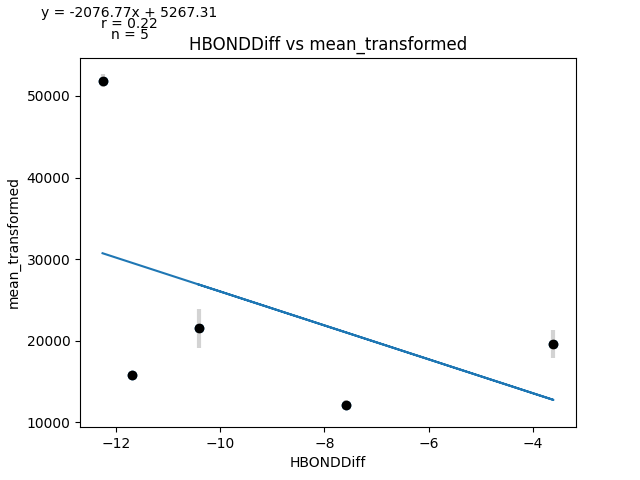 y = -2076.77x + 5267.31
r = 0.22
n = 5
HBONDDiff vs mean_transformed
50000
40000
30000
20000
10000
mean_transformed
−12
−10
−8
−6
−4
HBONDDiff